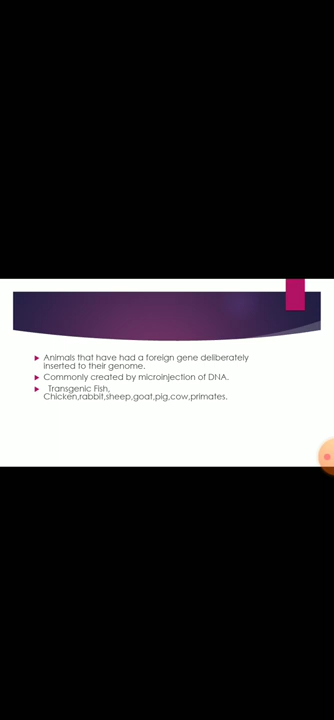 Animals that have had a foreign gene deliberately
inserted to their genome.
Commonly created by microinjection of DNA.
Transgenic Fish,
Chicken,rabbit,sheep,goat,pig,cow,primates.